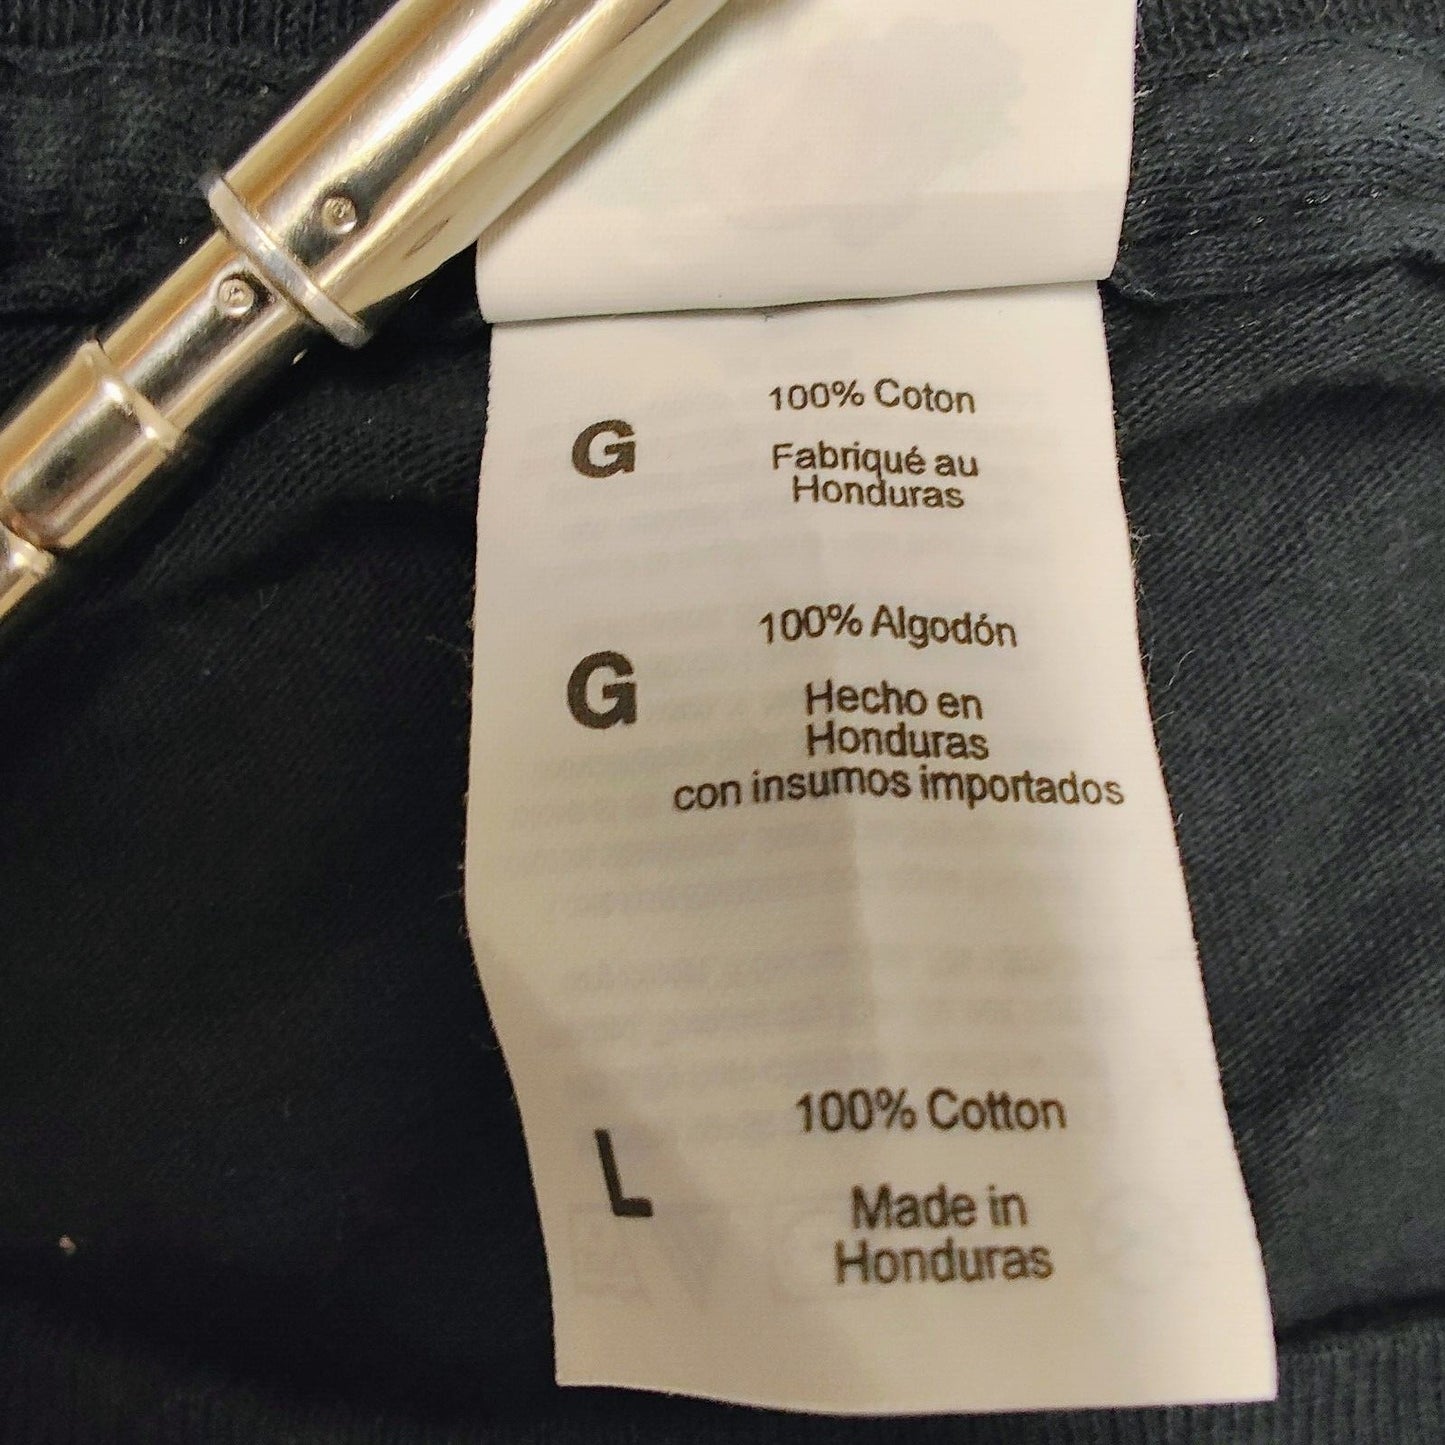 G
100% Coton
Fabriqué au
Honduras
G
100% Algodón
Hecho en
Honduras
con insumos importados
L
100% Cotton
Made in
Honduras